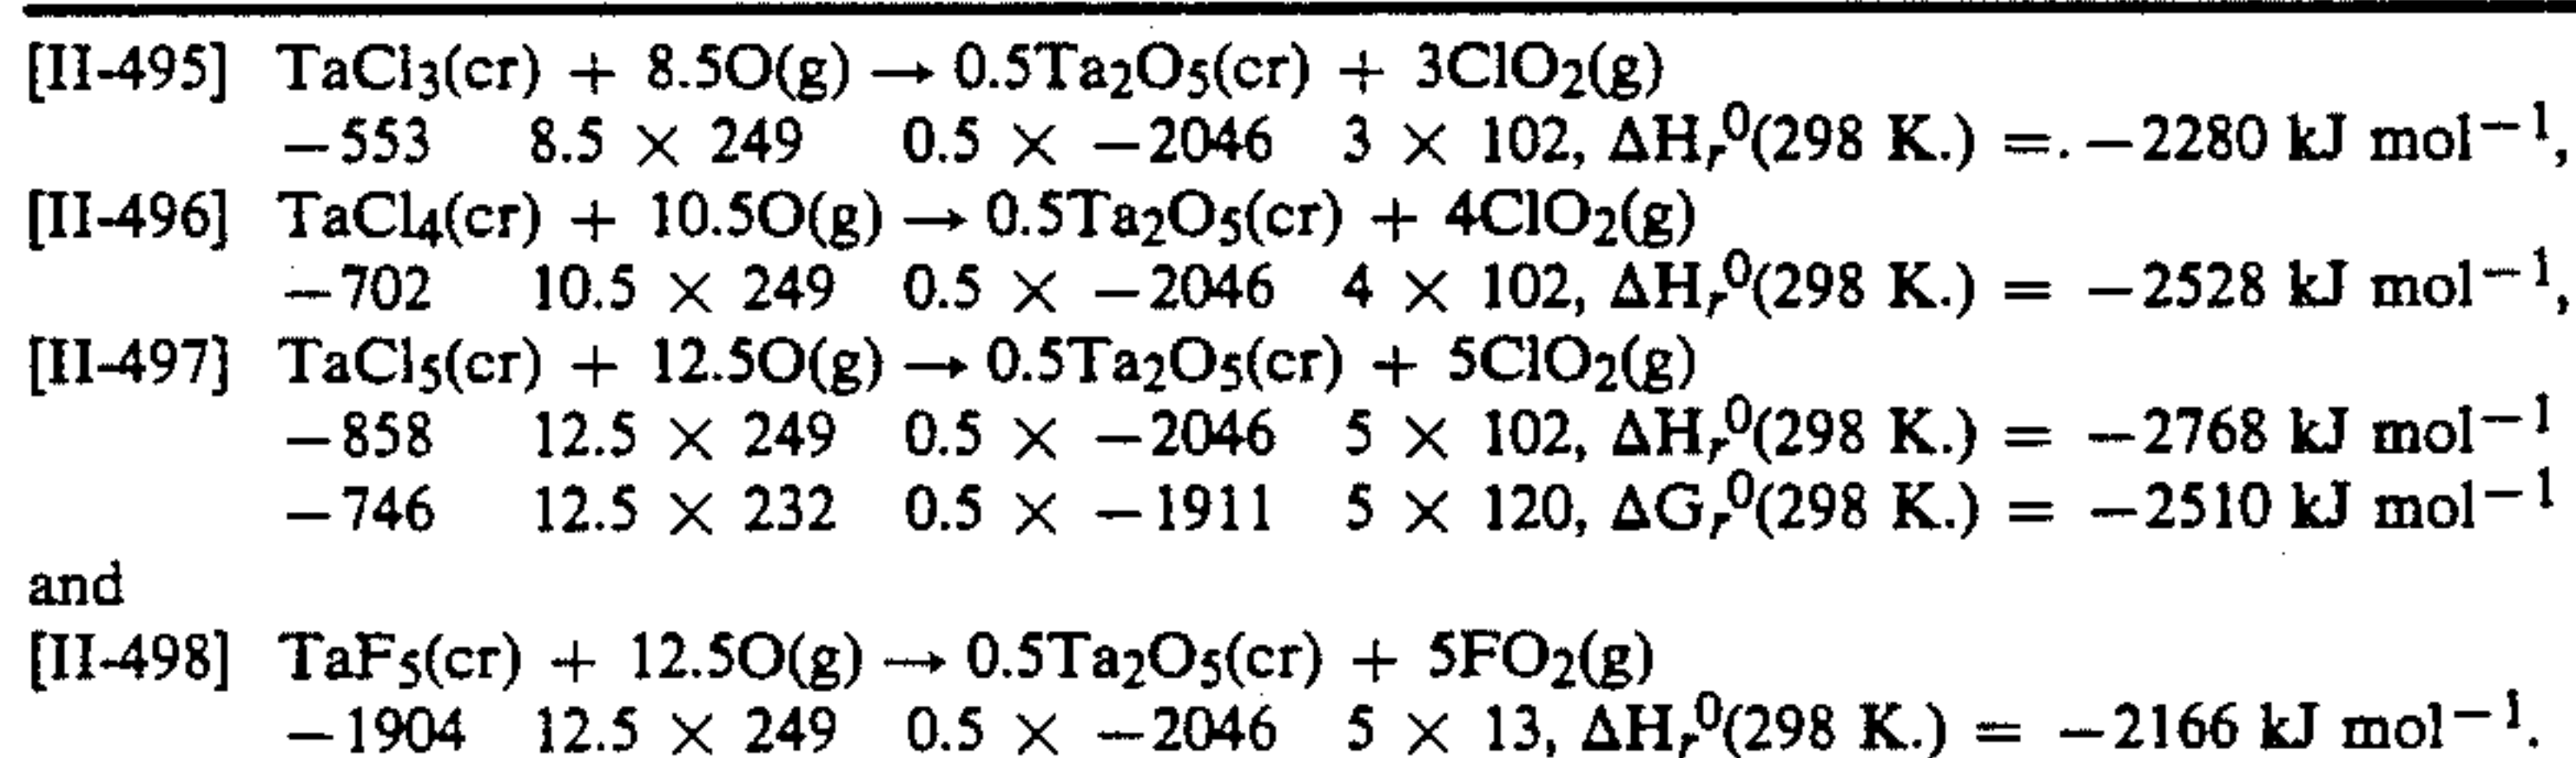 [II-495] TaCl₃(cr) + 8.5O(g) → 0.5Ta₂O₅(cr) + 3ClO₂(g)
−553 8.5 × 249 0.5 × −2046 3 × 102, ΔHᵣ⁰(298 K.) =. −2280 kJ mol⁻¹,
[II-496] TaCl₄(cr) + 10.5O(g) → 0.5Ta₂O₅(cr) + 4ClO₂(g)
−702 10.5 × 249 0.5 × −2046 4 × 102, ΔHᵣ⁰(298 K.) = −2528 kJ mol⁻¹,
[II-497] TaCl₅(cr) + 12.5O(g) → 0.5Ta₂O₅(cr) + 5ClO₂(g)
−858 12.5 × 249 0.5 × −2046 5 × 102, ΔHᵣ⁰(298 K.) = −2768 kJ mol⁻¹
−746 12.5 × 232 0.5 × −1911 5 × 120, ΔGᵣ⁰(298 K.) = −2510 kJ mol⁻¹
and
[II-498] TaF₅(cr) + 12.5O(g) → 0.5Ta₂O₅(cr) + 5FO₂(g)
−1904 12.5 × 249 0.5 × −2046 5 × 13, ΔHᵣ⁰(298 K.) = −2166 kJ mol⁻¹.